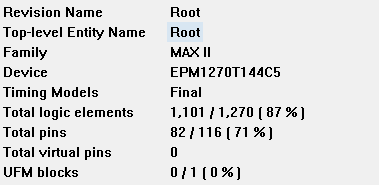 Revision Name Root
Top-level Entity Name Root
Family MAX II
Device EPM1270T144C5
Timing Models Final
Total logic elements 1,101 / 1,270 ( 87 % )
Total pins 82 / 116 ( 71 % )
Total virtual pins 0
UFM blocks 0 / 1 ( 0 % )